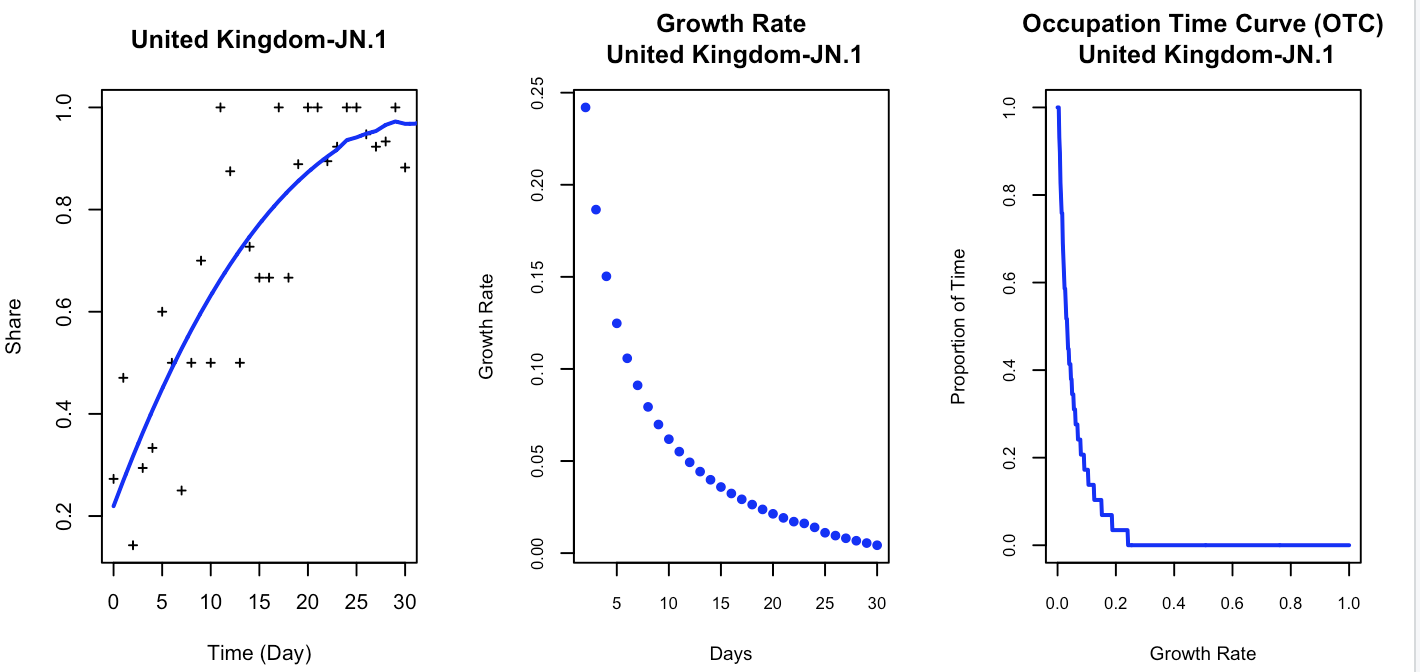 United Kingdom-JN.1
Share
1.0
0.8
0.6
0.4
0.2
0 5 10 15 20 25 30
Time (Day)
Growth Rate
United Kingdom-JN.1
Growth Rate
0.25
0.20
0.15
0.10
0.05
0.00
5 10 15 20 25 30
Days
Occupation Time Curve (OTC)
United Kingdom-JN.1
Proportion of Time
1.0
0.8
0.6
0.4
0.2
0.0
0.0 0.2 0.4 0.6 0.8 1.0
Growth Rate